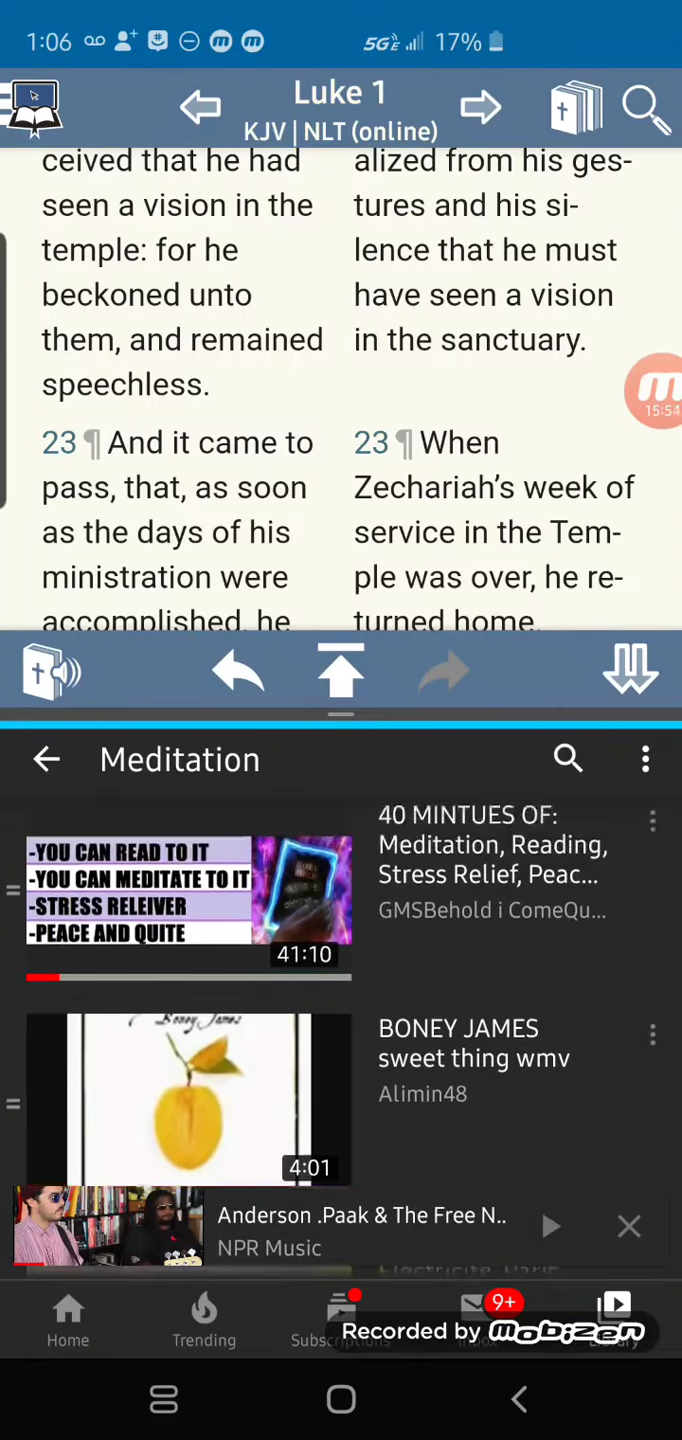 1:06
5GE 17%
Luke 1
KJV | NLT (online)
ceived that he had
seen a vision in the
temple: for he
beckoned unto
them, and remained
speechless.
23 ¶ And it came to
pass, that, as soon
as the days of his
ministration were
accomplished, he
alized from his ges-
tures and his si-
lence that he must
have seen a vision
in the sanctuary.
23 ¶ When
Zechariah's week of
service in the Tem-
ple was over, he re-
turned home.
15:54
Meditation
-YOU CAN READ TO IT
-YOU CAN MEDITATE TO IT
-STRESS RELEIVER
-PEACE AND QUITE
41:10
40 MINTUES OF:
Meditation, Reading,
Stress Relief, Peac...
GMSBehold i ComeQu...
Boney James
4:01
BONEY JAMES
sweet thing wmv
Alimin48
Anderson .Paak & The Free N..
NPR Music
9+
Home
Trending
Subscriptions
Inbox
Library
Recorded by mobizen